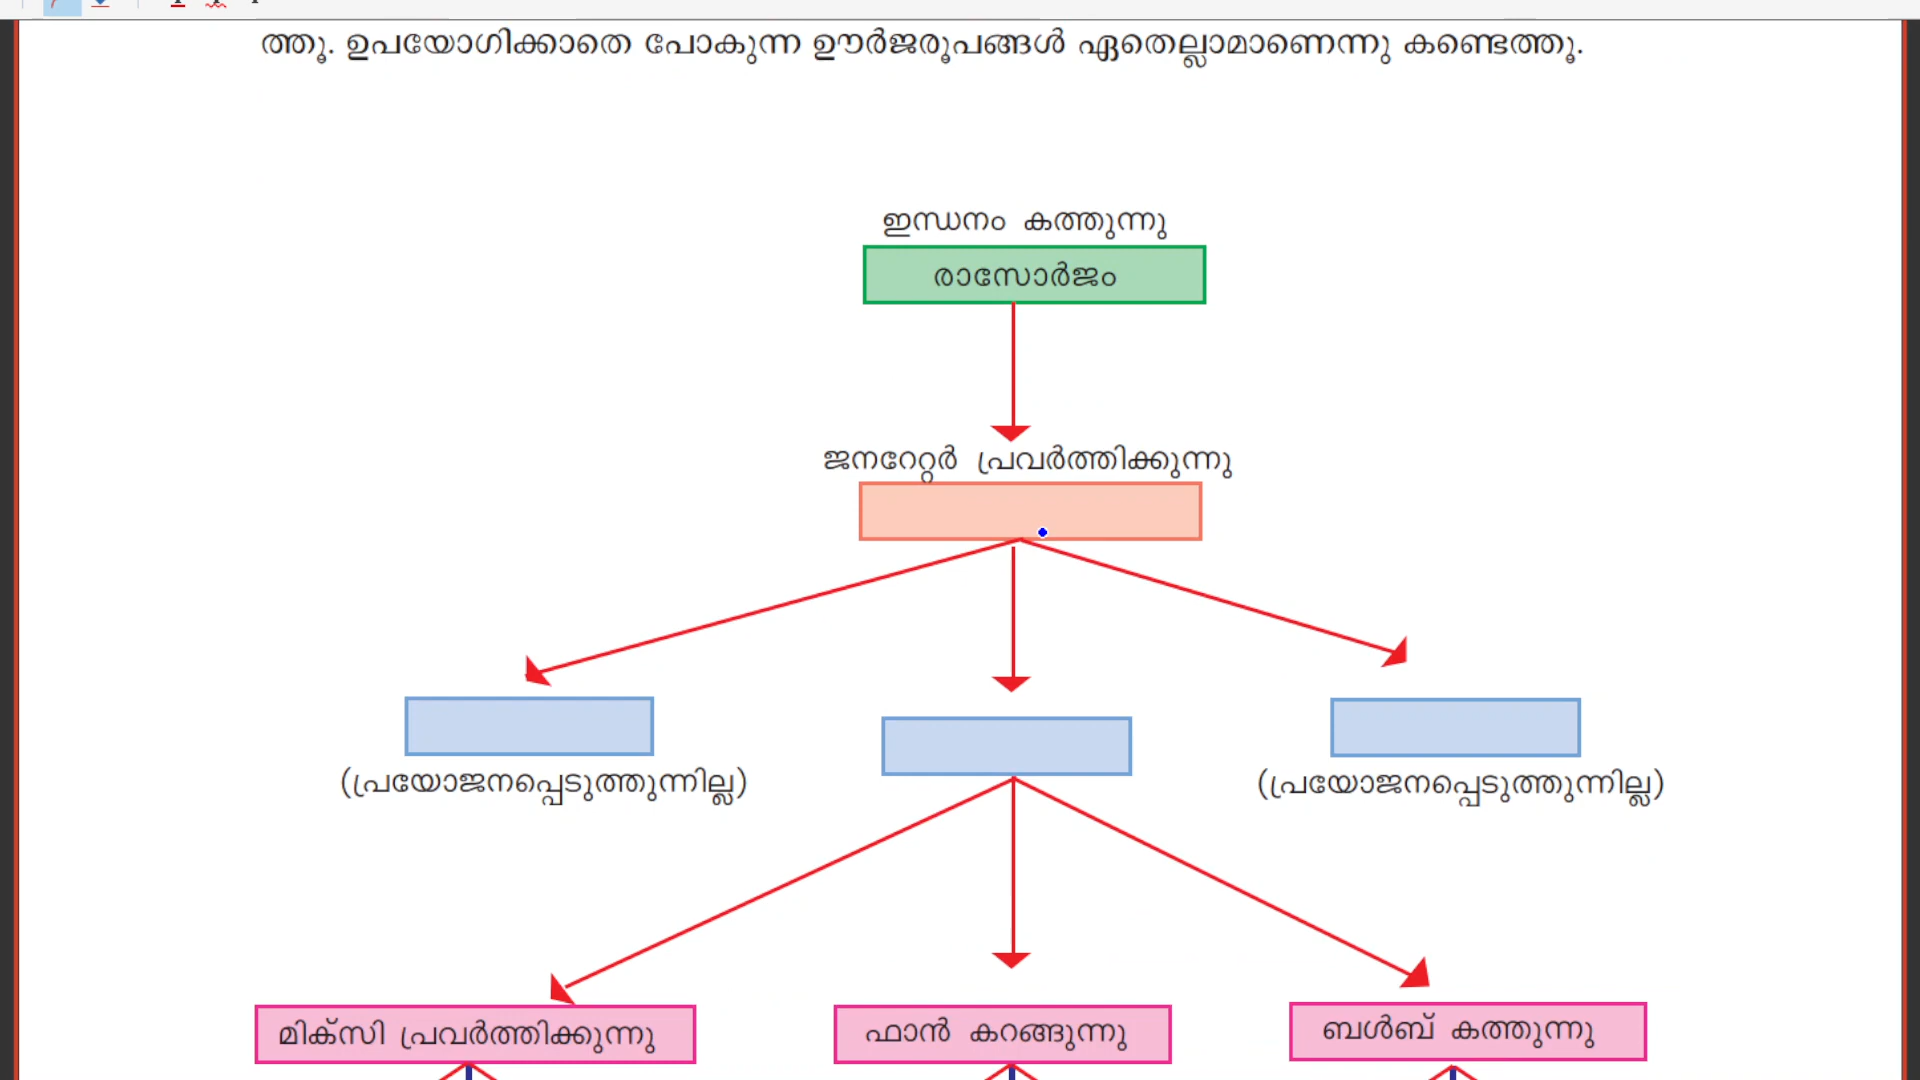 ത്തൂ. ഉപയോഗിക്കാതെ പോകുന്ന ഊർജരൂപങ്ങൾ ഏതെല്ലാമാണെന്നു കണ്ടെത്തൂ.
ഇന്ധനം കത്തുന്നു
രാസോർജം
ജനറേറ്റർ പ്രവർത്തിക്കുന്നു
(പ്രയോജനപ്പെടുത്തുന്നില്ല)
(പ്രയോജനപ്പെടുത്തുന്നില്ല)
മിക്സി പ്രവർത്തിക്കുന്നു
ഫാൻ കറങ്ങുന്നു
ബൾബ് കത്തുന്നു